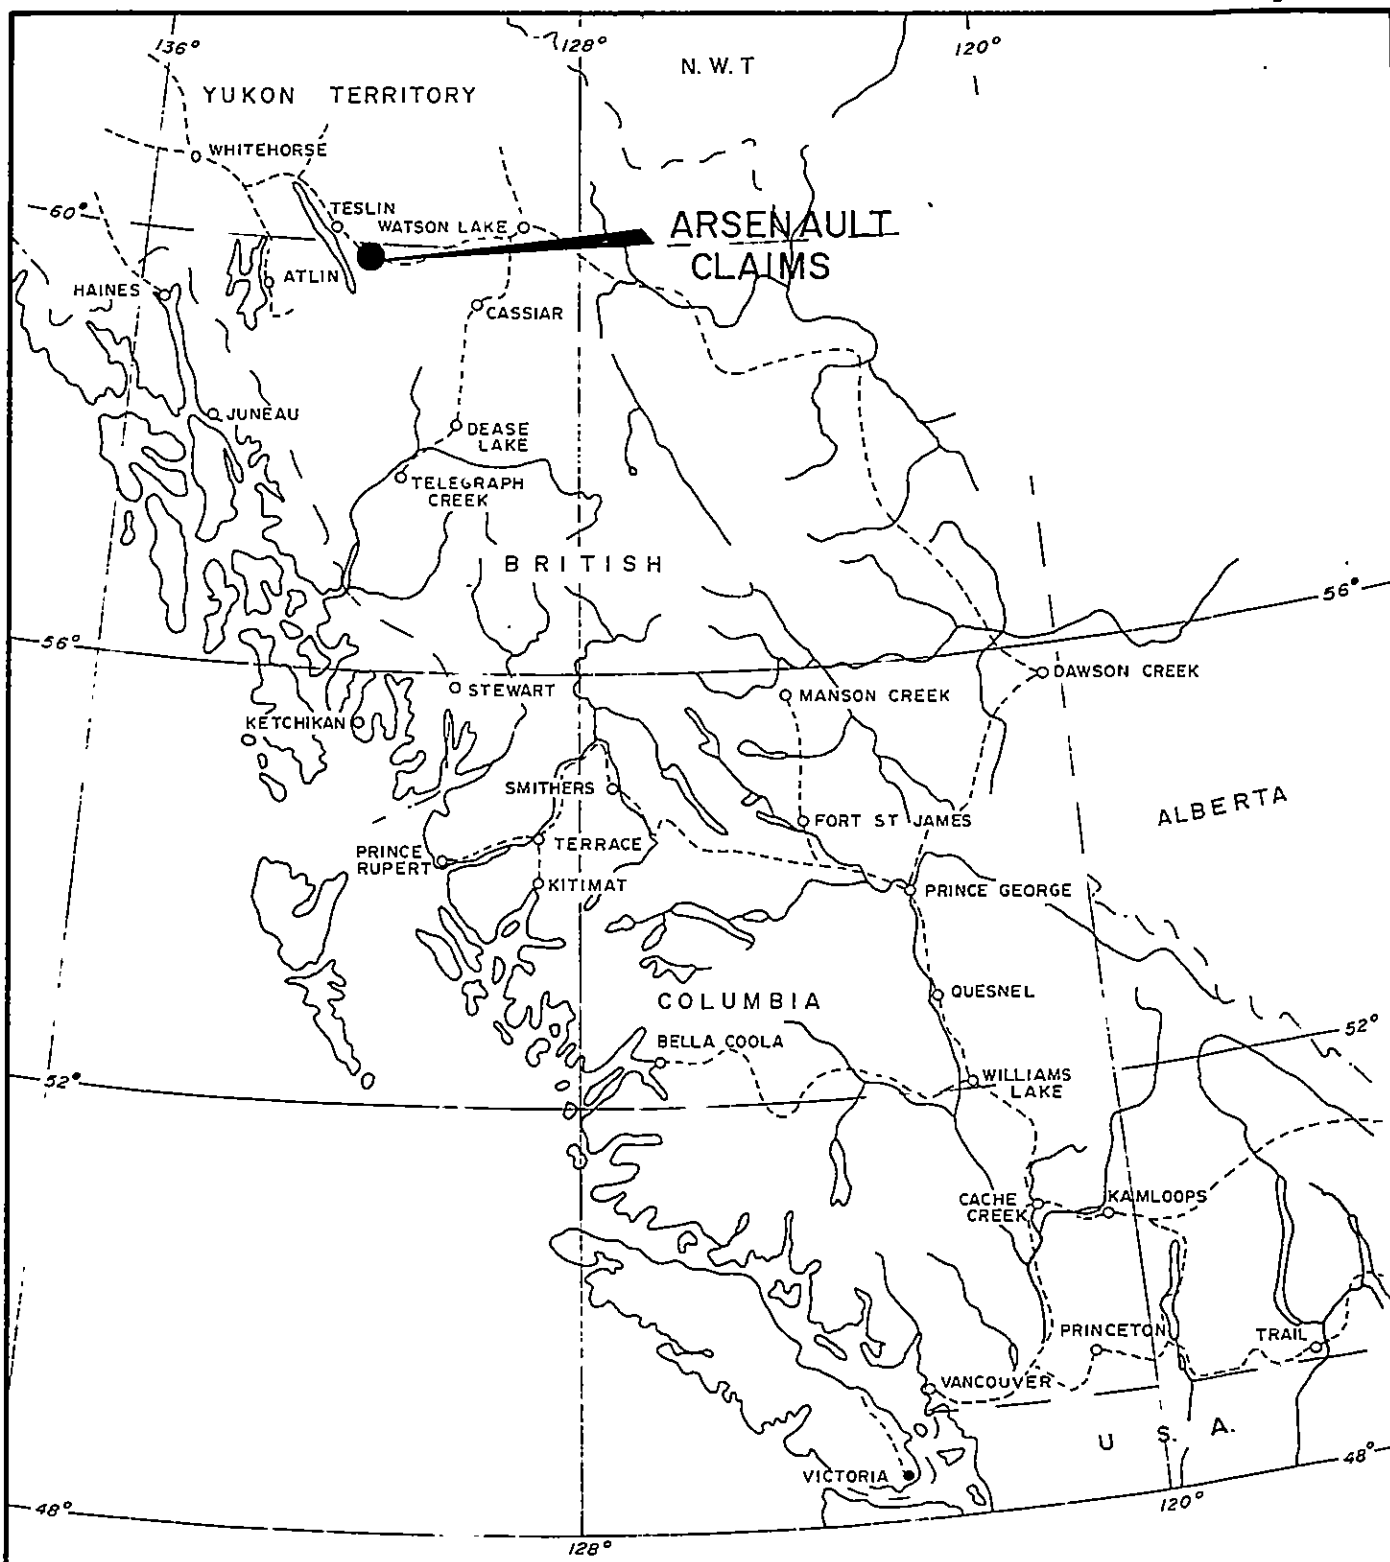 136°
128°
120°
N.W.T
YUKON TERRITORY
WHITEHORSE
60°
TESLIN
WATSON LAKE
ARSENAULT
CLAIMS
ATLIN
HAINES
CASSIAR
JUNEAU
DEASE
LAKE
TELEGRAPH
CREEK
BRITISH
56°
56°
DAWSON CREEK
STEWART
MANSON CREEK
KETCHIKAN
SMITHERS
ALBERTA
FORT ST JAMES
TERRACE
PRINCE
RUPERT
KITIMAT
PRINCE GEORGE
QUESNEL
COLUMBIA
52°
BELLA COOLA
52°
WILLIAMS
LAKE
CACHE
CREEK
KAMLOOPS
PRINCETON
TRAIL
VANCOUVER
U.S.A.
VICTORIA
48°
48°
120°
128°